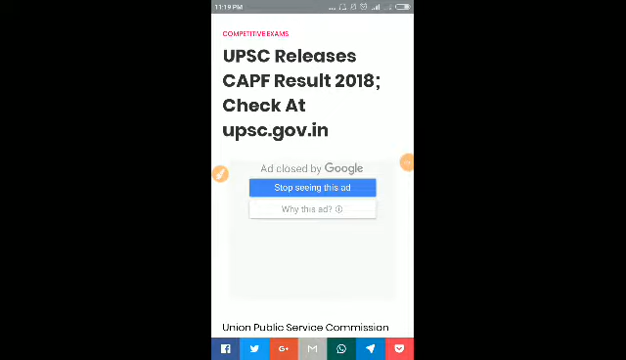 11:19 PM
COMPETITIVE EXAMS
UPSC Releases
CAPF Result 2018;
Check At
upsc.gov.in
Ad closed by Google
Stop seeing this ad
Why this ad?
Union Public Service Commission
G+
M